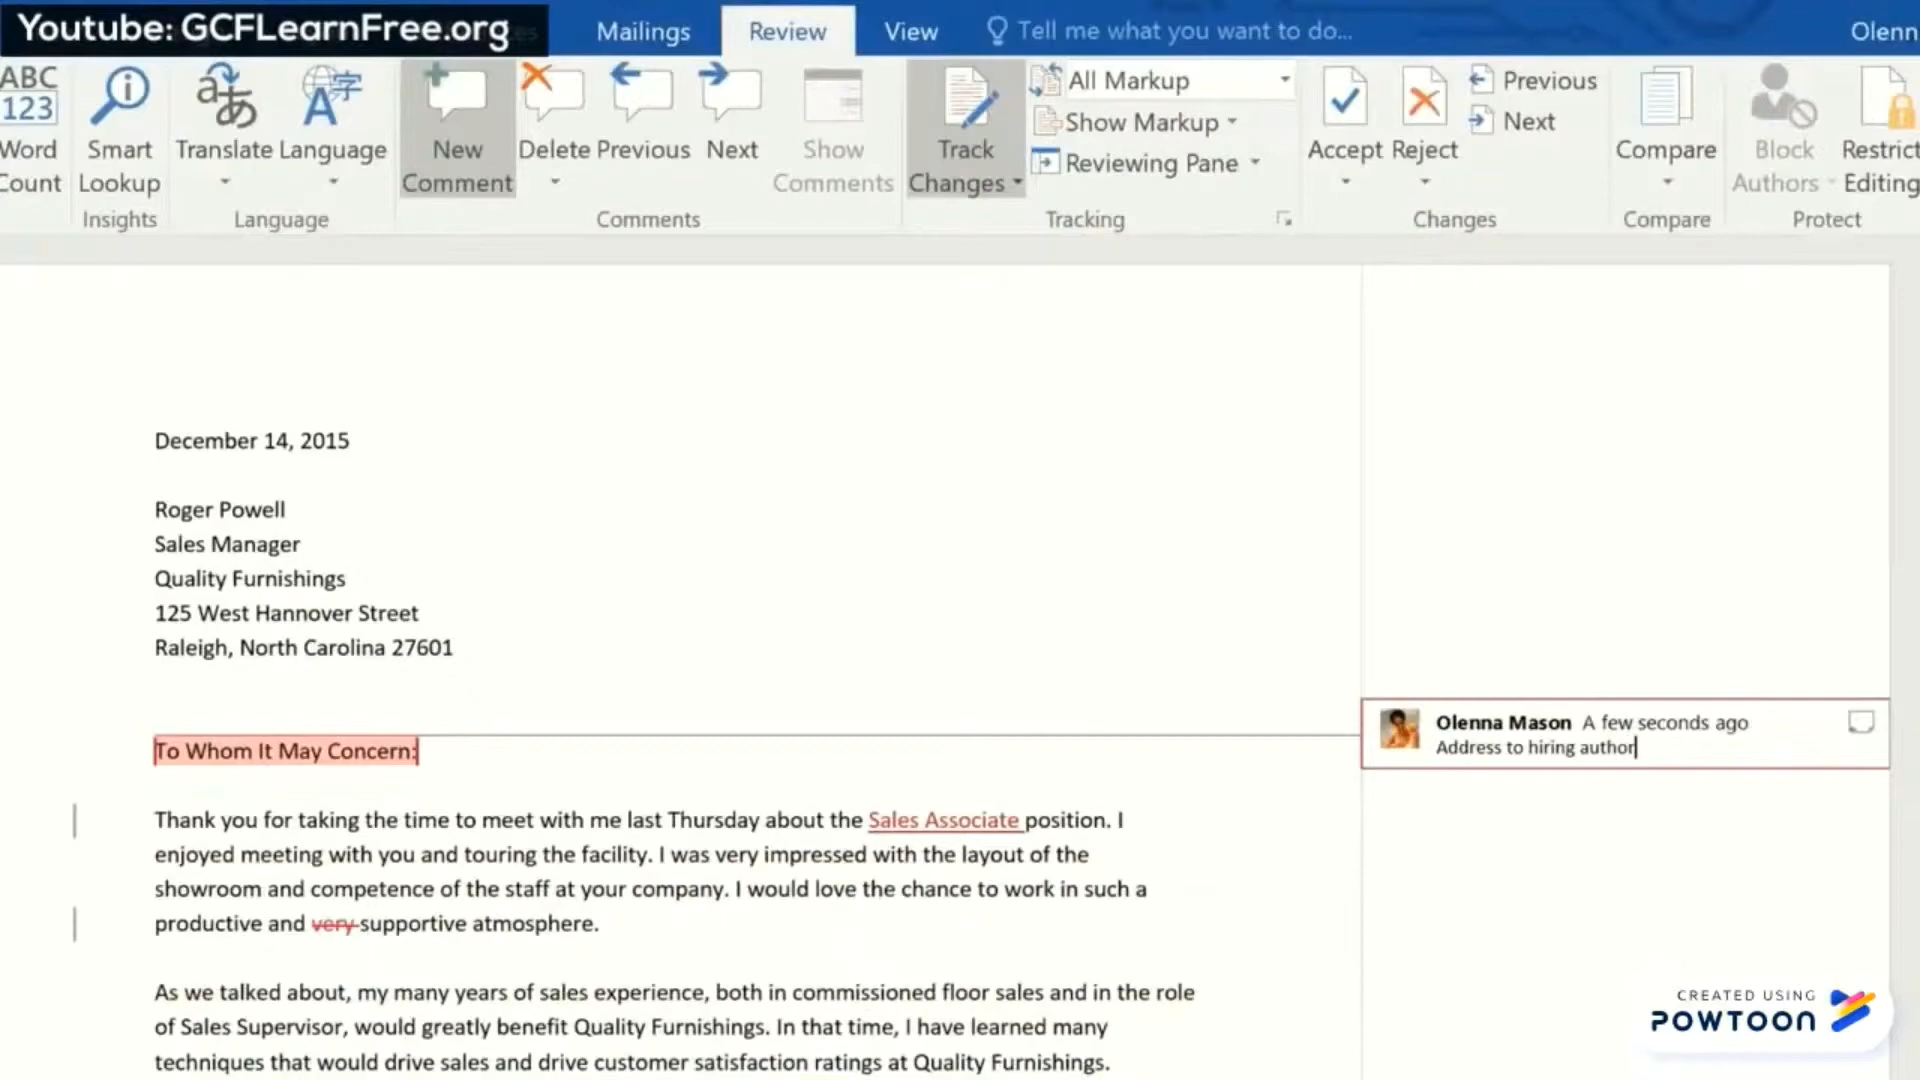 Youtube: GCFLearnFree.org
Mailings
Review
View
Tell me what you want to do...
Olenn
ABC
123
Word
Count
Smart
Lookup
Insights
Translate
Language
Language
New
Comment
Delete
Previous
Next
Show
Comments
Comments
Track
Changes
All Markup
Show Markup
Reviewing Pane
Tracking
Accept
Reject
Previous
Next
Changes
Compare
Compare
Block
Authors
Restrict
Editing
Protect
December 14, 2015
Roger Powell
Sales Manager
Quality Furnishings
125 West Hannover Street
Raleigh, North Carolina 27601
To Whom It May Concern:
Olenna Mason A few seconds ago
Address to hiring author
Thank you for taking the time to meet with me last Thursday about the Sales Associate position. I
enjoyed meeting with you and touring the facility. I was very impressed with the layout of the
showroom and competence of the staff at your company. I would love the chance to work in such a
productive and very supportive atmosphere.
As we talked about, my many years of sales experience, both in commissioned floor sales and in the role
of Sales Supervisor, would greatly benefit Quality Furnishings. In that time, I have learned many
techniques that would drive sales and drive customer satisfaction ratings at Quality Furnishings.
CREATED USING
POWTOON